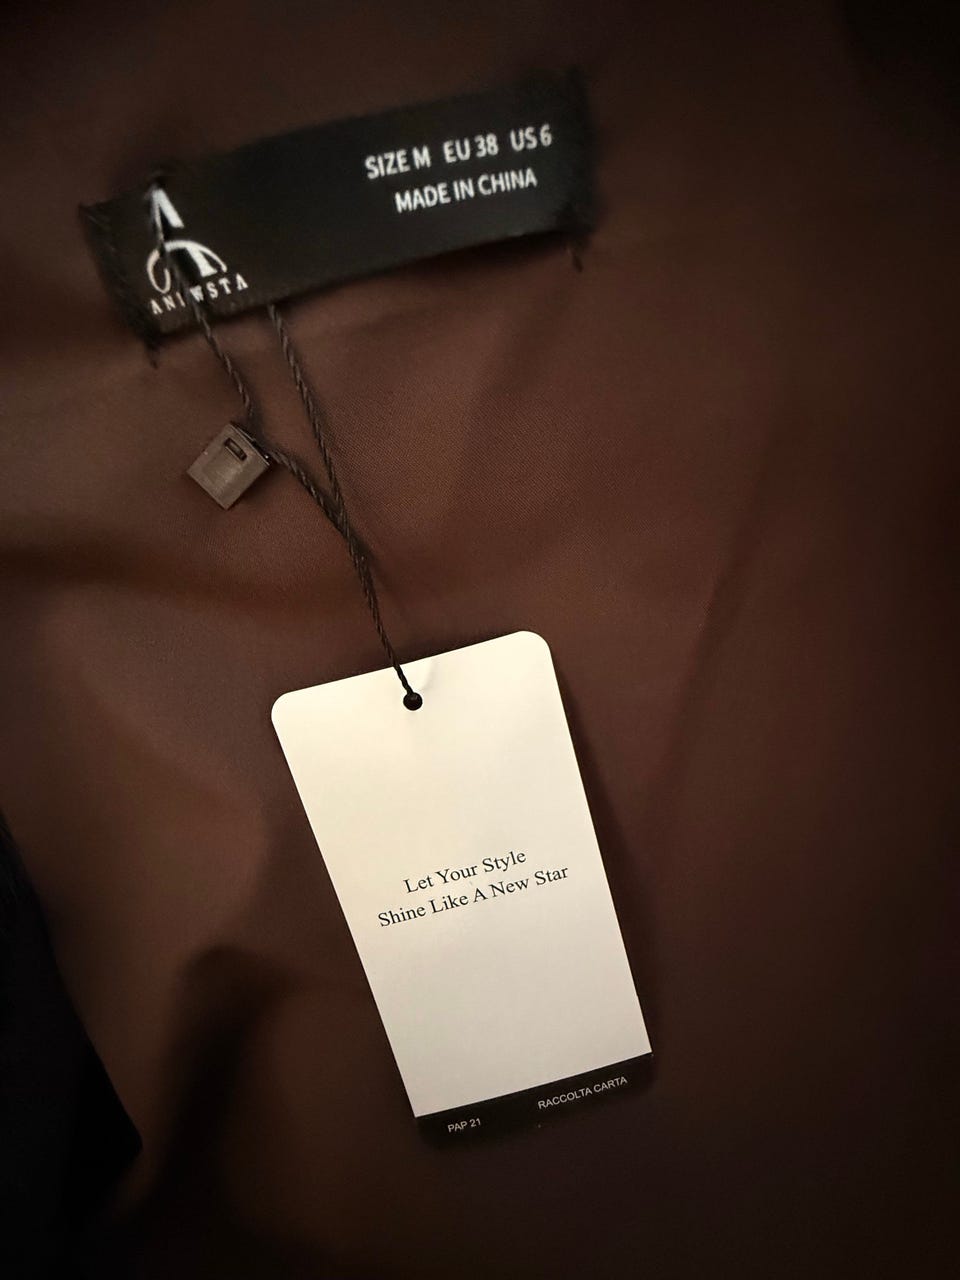 SIZE M EU 38 US 6
MADE IN CHINA
Let Your Style
Shine Like A New Star
PAP 21 RACCOLTA CARTA